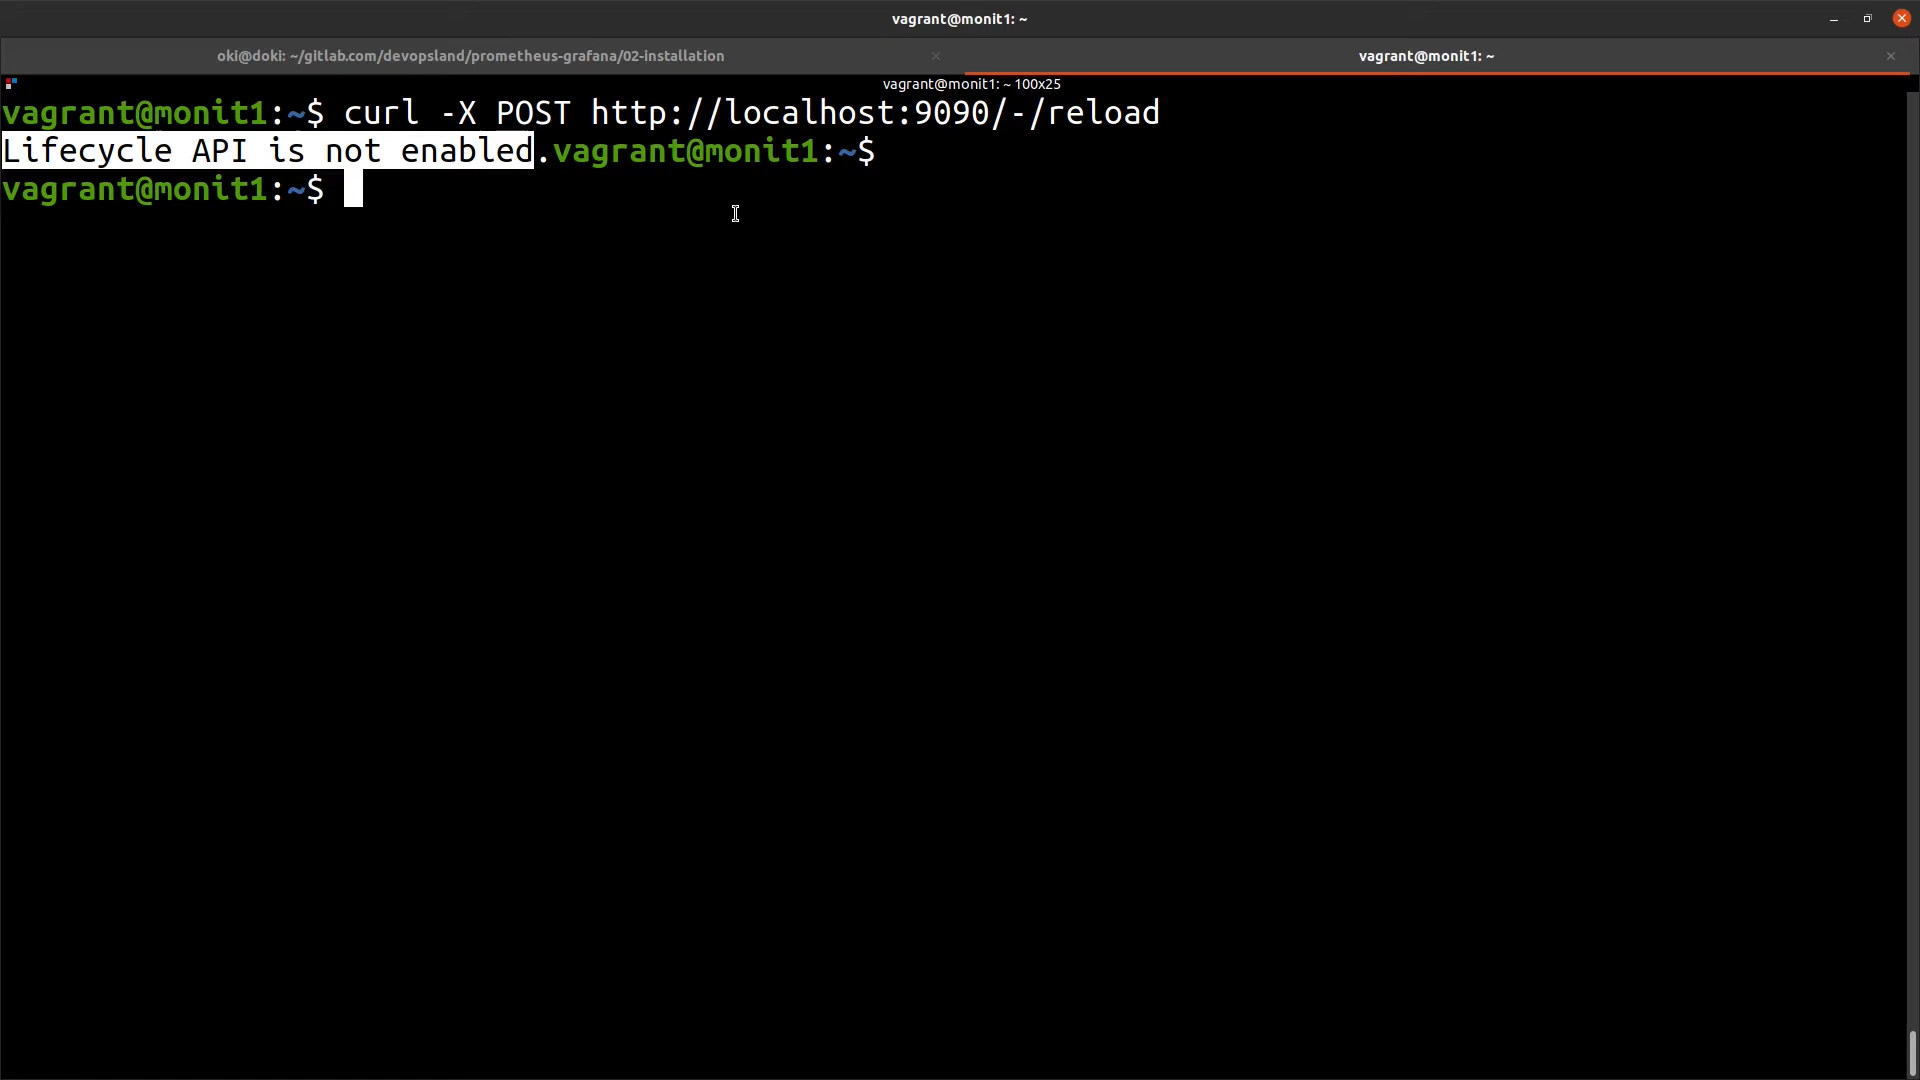 vagrant@monit1: ~
oki@doki: ~/gitlab.com/devopsland/prometheus-grafana/02-installation
vagrant@monit1: ~
vagrant@monit1: ~ 100x25
vagrant@monit1:~$ curl -X POST http://localhost:9090/-/reload
Lifecycle API is not enabled.vagrant@monit1:~$
vagrant@monit1:~$